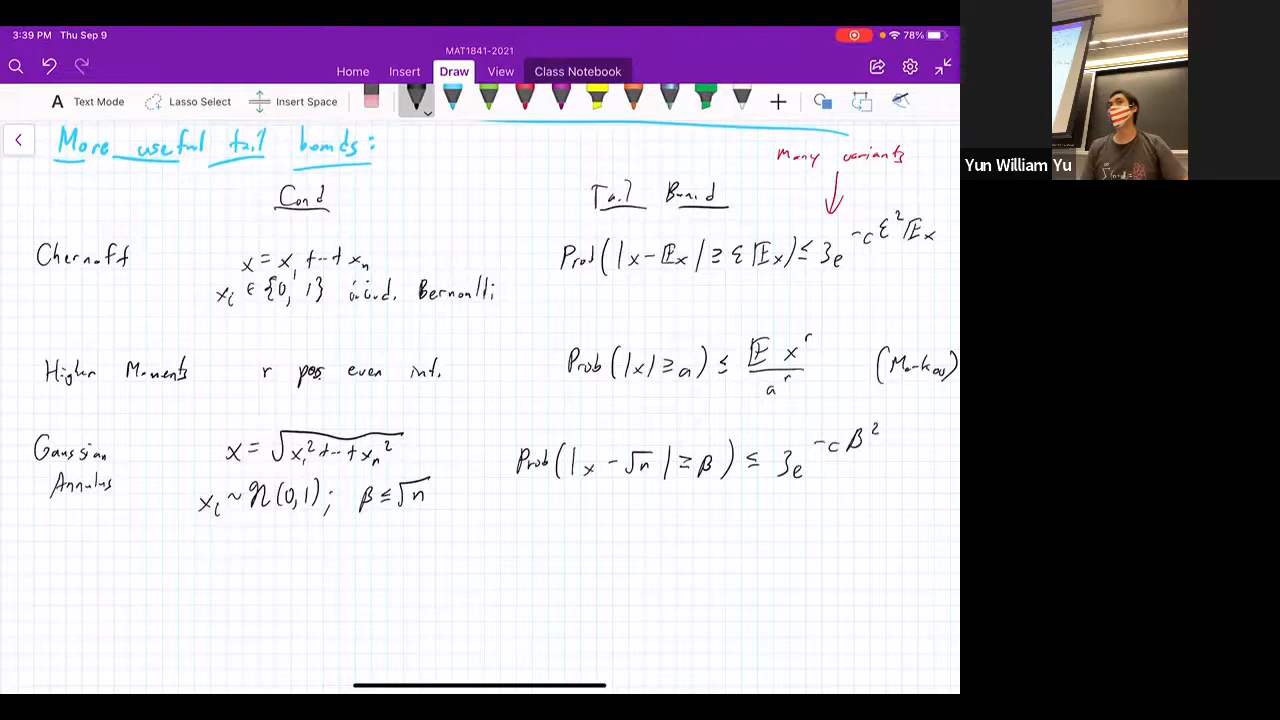 3:39 PM Thu Sep 9
78%
MAT1841-2021
Home Insert Draw View Class Notebook
A Text Mode Lasso Select Insert Space
More useful tail bonds:
many variants
Cond Tail Bound
Chernoff x = x₁ + ... + xₙ Prob(|x - 𝔼x| ≥ ε𝔼x) ≤ 3e^{-cε²𝔼x}
xᵢ ∈ {0, 1} i.i.d. Bernoulli
Higher Moments r pos even int. Prob(|x| ≥ a) ≤ 𝔼x^r / a^r (Markov)
Gaussian Annulus x = √(x₁² + ... + xₙ²) Prob(|x - √n| ≥ β) ≤ 3e^{-cβ²}
xᵢ ~ N(0,1); β ≤ √n
Yun William Yu